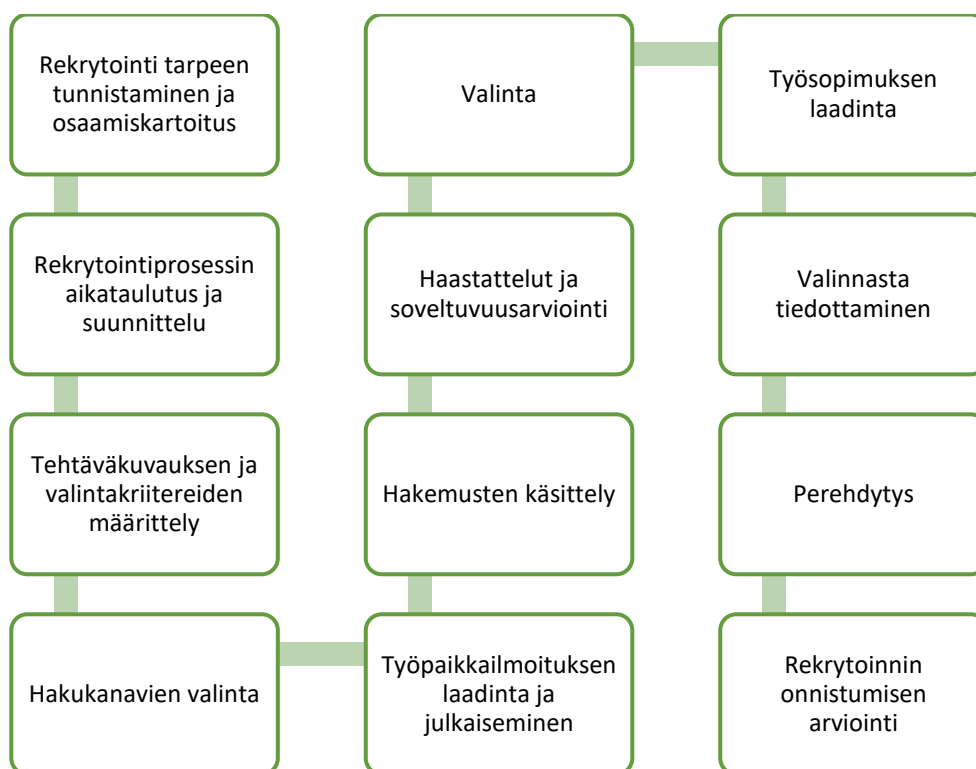 Rekrytointi tarpeen
tunnistaminen ja
osaamiskartoitus
Rekrytointiprosessin
aikataulutus ja
suunnittelu
Tehtäväkuvauksen ja
valintakriitereiden
määrittely
Hakukanavien valinta
Työpaikkailmoituksen
laadinta ja
julkaiseminen
Hakemusten käsittely
Haastattelut ja
soveltuvuusarviointi
Valinta
Työsopimuksen
laadinta
Valinnasta
tiedottaminen
Perehdytys
Rekrytoinnin
onnistumisen
arviointi